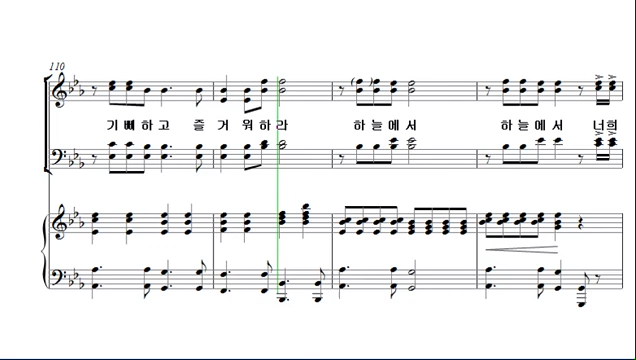 110
기 뻐 하 고 즐 거 워 하 라 하 늘 에 서 하 늘 에 서 너희